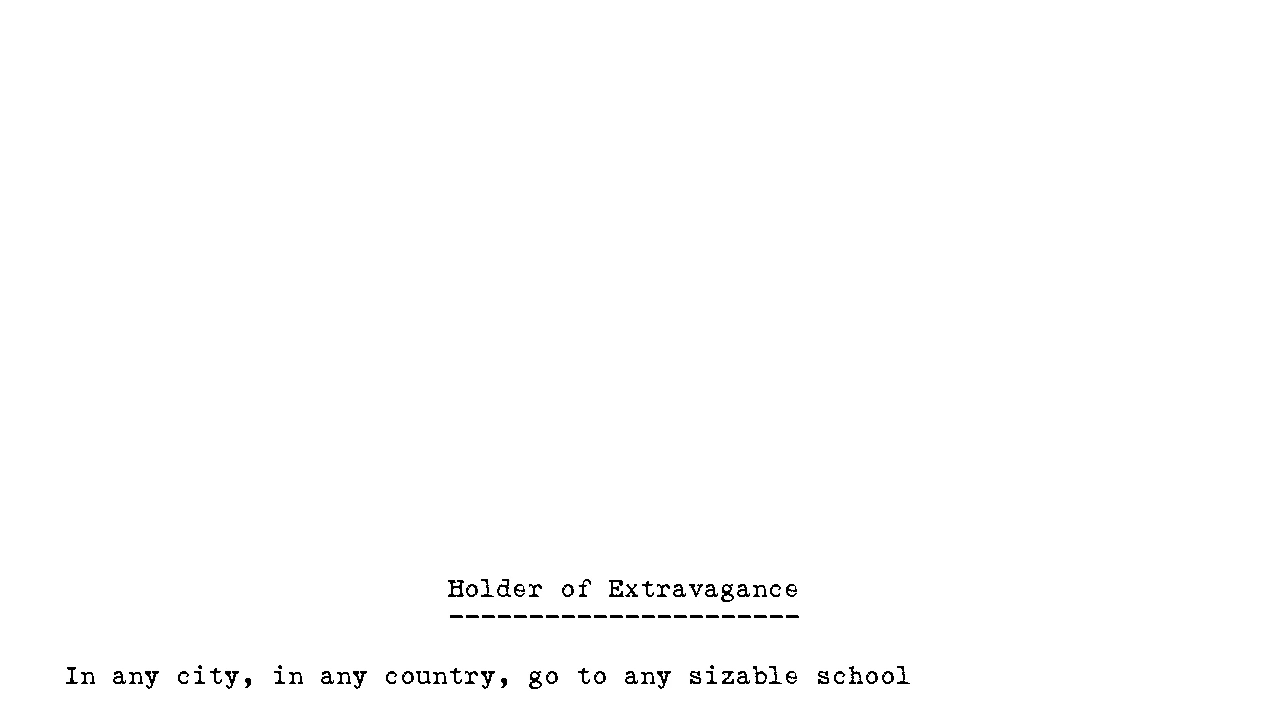 Holder of Extravagance
----------------------
In any city, in any country, go to any sizable school